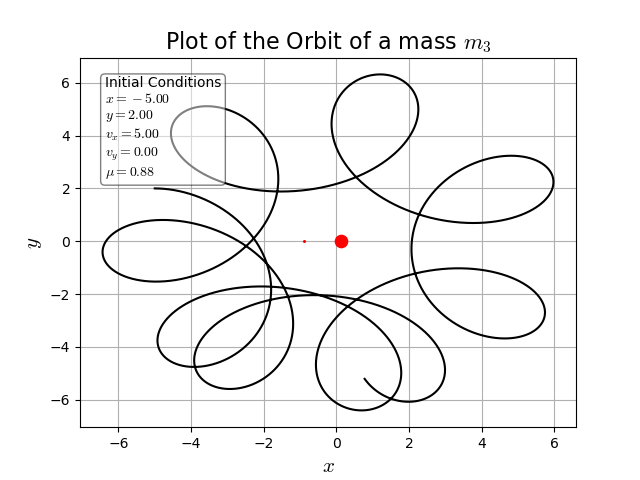 Plot of the Orbit of a mass m₃
Initial Conditions
x = −5.00
y = 2.00
vₓ = 5.00
v_y = 0.00
μ = 0.88
6
4
2
0
−2
−4
−6
y
−6
−4
−2
0
2
4
6
x